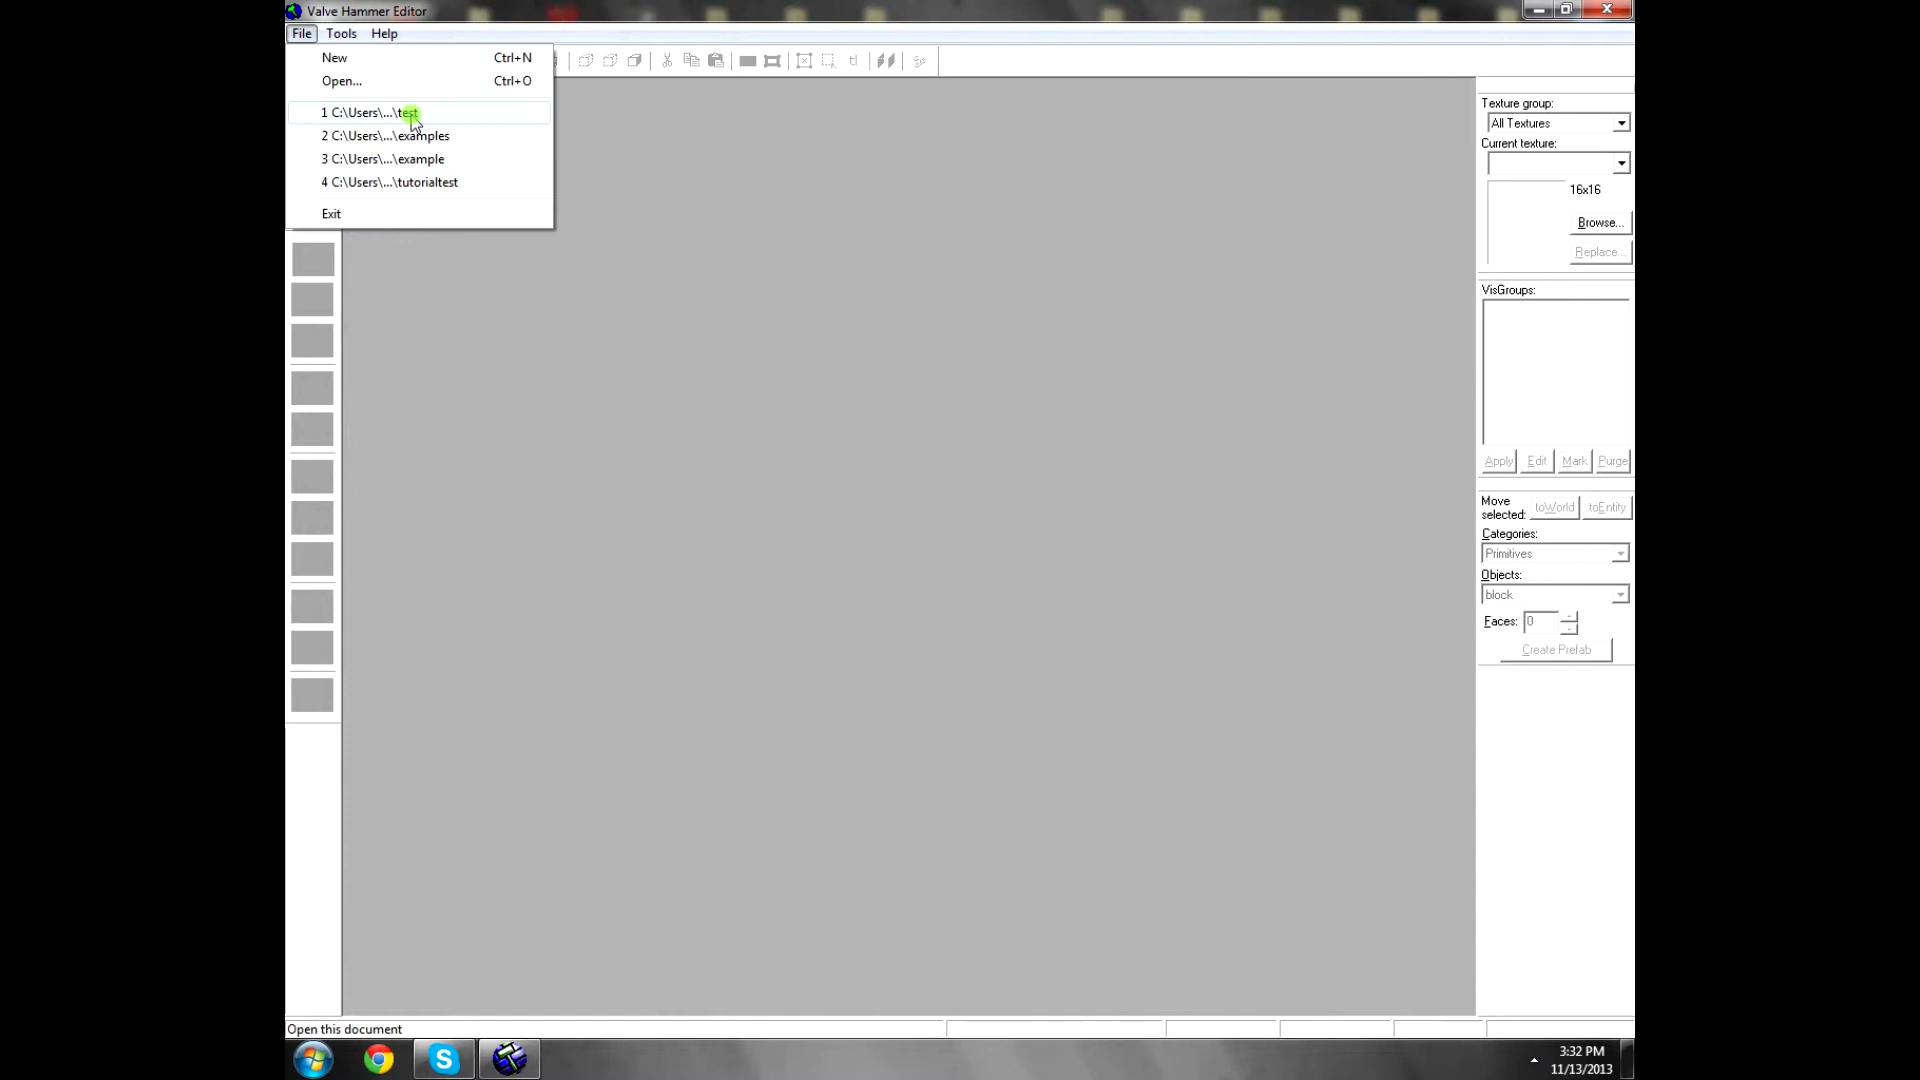 Valve Hammer Editor
File Tools Help
New Ctrl+N
Open... Ctrl+O
1 C:\Users\...\test
2 C:\Users\...\examples
3 C:\Users\...\example
4 C:\Users\...\tutorialtest
Exit
Texture group:
All Textures
Current texture:
16x16
Browse...
Replace...
VisGroups:
Apply Edit Mark Purge
Move
selected: toWorld toEntity
Categories:
Primitives
Objects:
block
Faces: 0
Create Prefab
Open this document
3:32 PM
11/13/2013